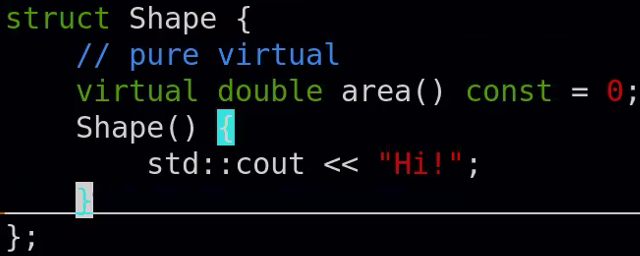 struct Shape {
    // pure virtual
    virtual double area() const = 0;
    Shape() {
        std::cout << "Hi!";
    }
};